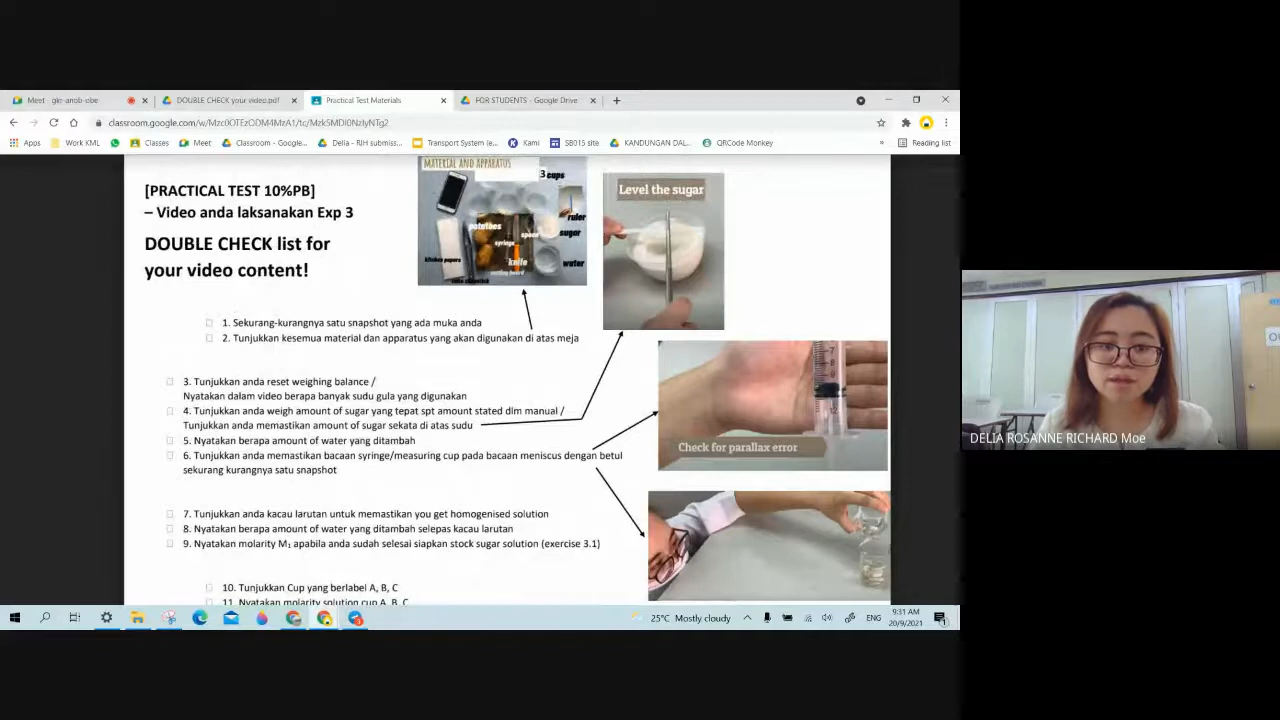 Meet - gkr-anob-obe
DOUBLE CHECK your video.pdf
Practical Test Materials
FOR STUDENTS - Google Drive
classroom.google.com/w/Mzc0OTEzODM4MzA1/tc/Mzk5MDI0NzIyNTg2
Apps
Work KML
Classes
Meet
Classroom - Google...
Delia - RIH submiss...
Transport System (e...
Kami
SB015 site
KANDUNGAN DAL...
QRCode Monkey
»
Reading list
[PRACTICAL TEST 10%PB]
– Video anda laksanakan Exp 3
DOUBLE CHECK list for
your video content!
MATERIAL AND APPARATUS
3 cups
ruler
potatoes
spoon
sugar
syringe
kitchen papers
knife
water
cutting board
Level the sugar
1. Sekurang-kurangnya satu snapshot yang ada muka anda
2. Tunjukkan kesemua material dan apparatus yang akan digunakan di atas meja
3. Tunjukkan anda reset weighing balance /
Nyatakan dalam video berapa banyak sudu gula yang digunakan
4. Tunjukkan anda weigh amount of sugar yang tepat spt amount stated dlm manual /
Tunjukkan anda memastikan amount of sugar sekata di atas sudu
5. Nyatakan berapa amount of water yang ditambah
6. Tunjukkan anda memastikan bacaan syringe/measuring cup pada bacaan meniscus dengan betul
sekurang kurangnya satu snapshot
Check for parallax error
7. Tunjukkan anda kacau larutan untuk memastikan you get homogenised solution
8. Nyatakan berapa amount of water yang ditambah selepas kacau larutan
9. Nyatakan molarity M₁ apabila anda sudah selesai siapkan stock sugar solution (exercise 3.1)
10. Tunjukkan Cup yang berlabel A, B, C
11. Nyatakan molarity solution cup A, B, C
DELIA ROSANNE RICHARD Moe
25°C Mostly cloudy
ENG
9:31 AM
20/9/2021